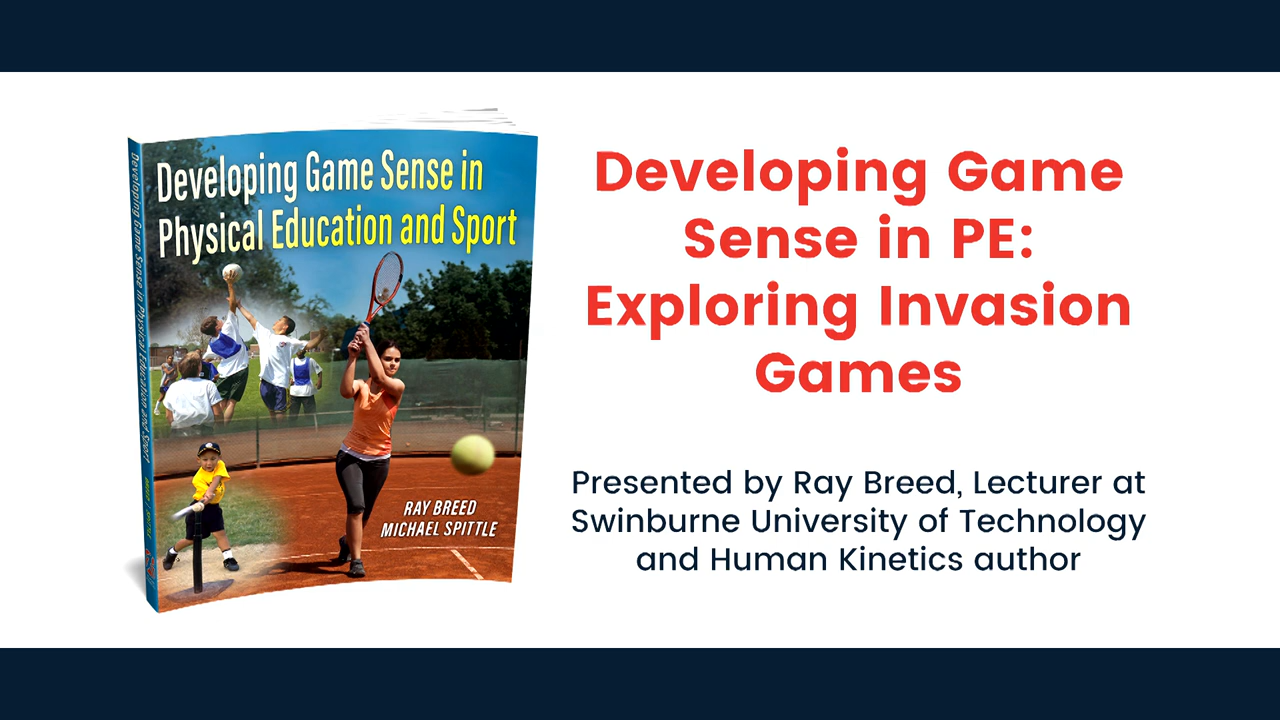 Developing Game Sense in
Physical Education and Sport
RAY BREED
MICHAEL SPITTLE
Developing Game Sense in Physical Education and Sport
Developing Game
Sense in PE:
Exploring Invasion
Games
Presented by Ray Breed, Lecturer at
Swinburne University of Technology
and Human Kinetics author